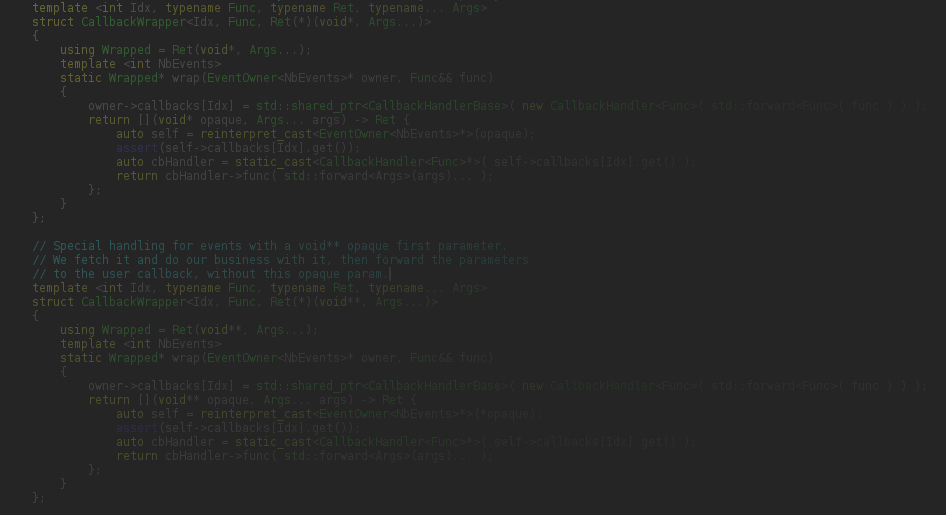 template <int Idx, typename Func, typename Ret, typename... Args>
struct CallbackWrapper<Idx, Func, Ret(*)(void*, Args...)>
{
    using Wrapped = Ret(void*, Args...);
    template <int NbEvents>
    static Wrapped* wrap(EventOwner<NbEvents>* owner, Func&& func)
    {
        owner->callbacks[Idx] = std::shared_ptr<CallbackHandlerBase>( new CallbackHandler<Func>( std::forward<Func>( func ) ) );
        return [](void* opaque, Args... args) -> Ret {
            auto self = reinterpret_cast<EventOwner<NbEvents>*>(opaque);
            assert(self->callbacks[Idx].get());
            auto cbHandler = static_cast<CallbackHandler<Func>*>( self->callbacks[Idx].get() );
            return cbHandler->func( std::forward<Args>(args)... );
        };
    }
};
// Special handling for events with a void** opaque first parameter.
// We fetch it and do our business with it, then forward the parameters
// to the user callback, without this opaque param.
template <int Idx, typename Func, typename Ret, typename... Args>
struct CallbackWrapper<Idx, Func, Ret(*)(void**, Args...)>
{
    using Wrapped = Ret(void**, Args...);
    template <int NbEvents>
    static Wrapped* wrap(EventOwner<NbEvents>* owner, Func&& func)
    {
        owner->callbacks[Idx] = std::shared_ptr<CallbackHandlerBase>( new CallbackHandler<Func>( std::forward<Func>( func ) ) );
        return [](void** opaque, Args... args) -> Ret {
            auto self = reinterpret_cast<EventOwner<NbEvents>*>(*opaque);
            assert(self->callbacks[Idx].get());
            auto cbHandler = static_cast<CallbackHandler<Func>*>( self->callbacks[Idx].get() );
            return cbHandler->func( std::forward<Args>(args)... );
        };
    }
};